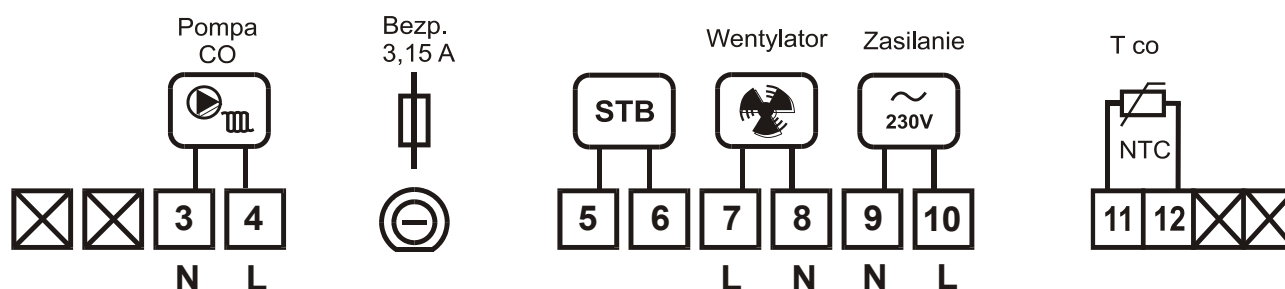 Pompa
CO
Bezp.
3,15 A
Wentylator
Zasilanie
T co
STB
230V
NTC
3 4 5 6 7 8 9 10 11 12
N L L N N L